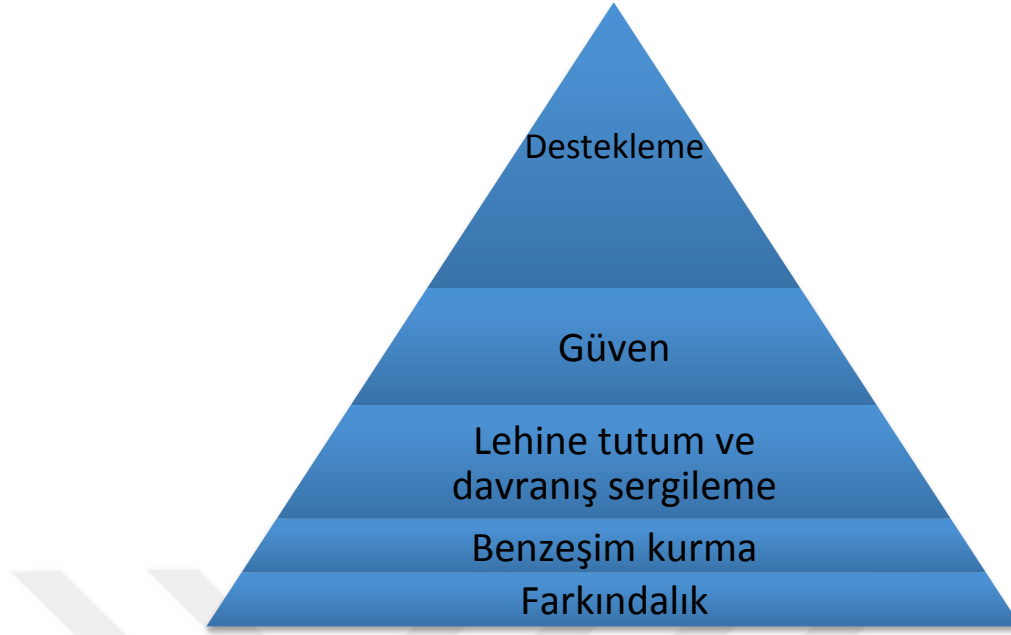 Destekleme
Güven
Lehine tutum ve
davranış sergileme
Benzeşim kurma
Farkındalık